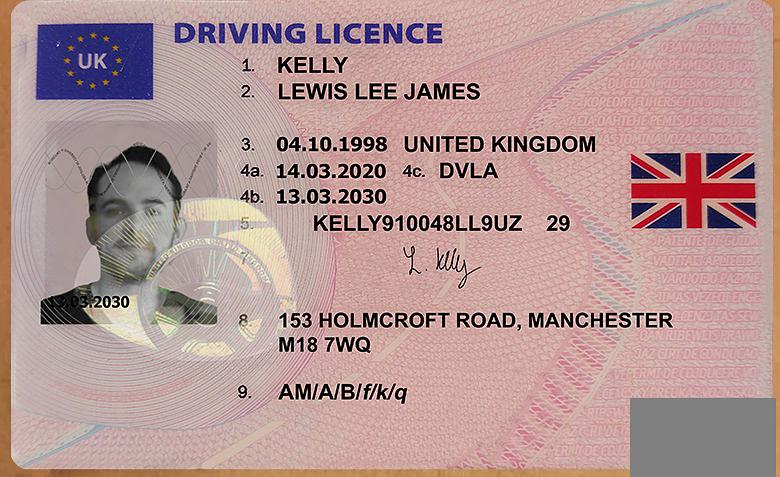 DRIVING LICENCE
UK
1. KELLY
2. LEWIS LEE JAMES
3. 04.10.1998 UNITED KINGDOM
4a. 14.03.2020 4c. DVLA
4b. 13.03.2030
5. KELLY910048LL9UZ 29
L. Kelly
13.03.2030
8. 153 HOLMCROFT ROAD, MANCHESTER
M18 7WQ
9. AM/A/B/f/k/q